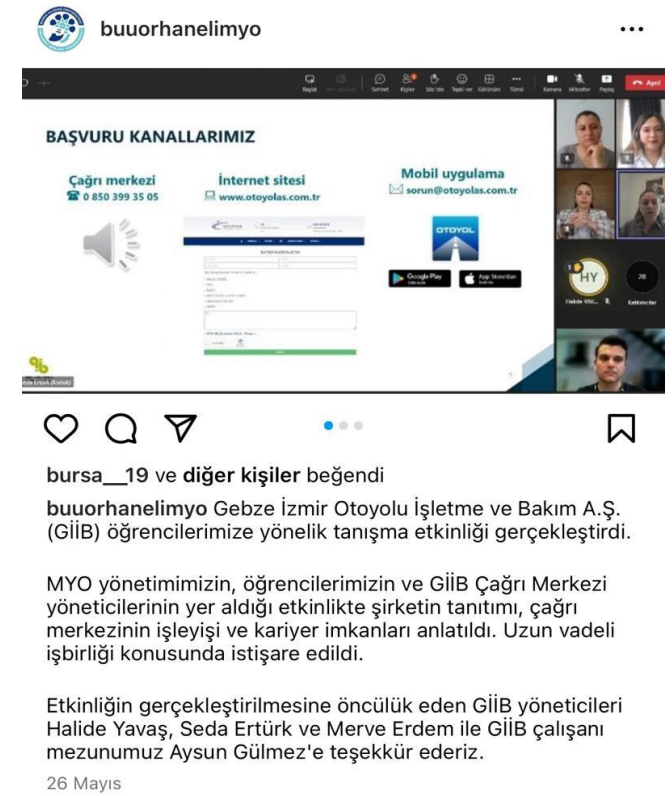 buuorhanelimyo
Ayrıl
BAŞVURU KANALLARIMIZ
Çağrı merkezi
0 850 399 35 05
İnternet sitesi
www.otoyolas.com.tr
Mobil uygulama
sorun@otoyolas.com.tr
OTOYOL
Google Play
App Store'dan
HY
28
bursa__19 ve diğer kişiler beğendi
buuorhanelimyo Gebze İzmir Otoyolu İşletme ve Bakım A.Ş.
(GİİB) öğrencilerimize yönelik tanışma etkinliği gerçekleştirdi.
MYO yönetimimizin, öğrencilerimizin ve GİİB Çağrı Merkezi
yöneticilerinin yer aldığı etkinlikte şirketin tanıtımı, çağrı
merkezinin işleyişi ve kariyer imkanları anlatıldı. Uzun vadeli
işbirliği konusunda istişare edildi.
Etkinliğin gerçekleştirilmesine öncülük eden GİİB yöneticileri
Halide Yavaş, Seda Ertürk ve Merve Erdem ile GİİB çalışanı
mezunumuz Aysun Gülmez'e teşekkür ederiz.
26 Mayıs